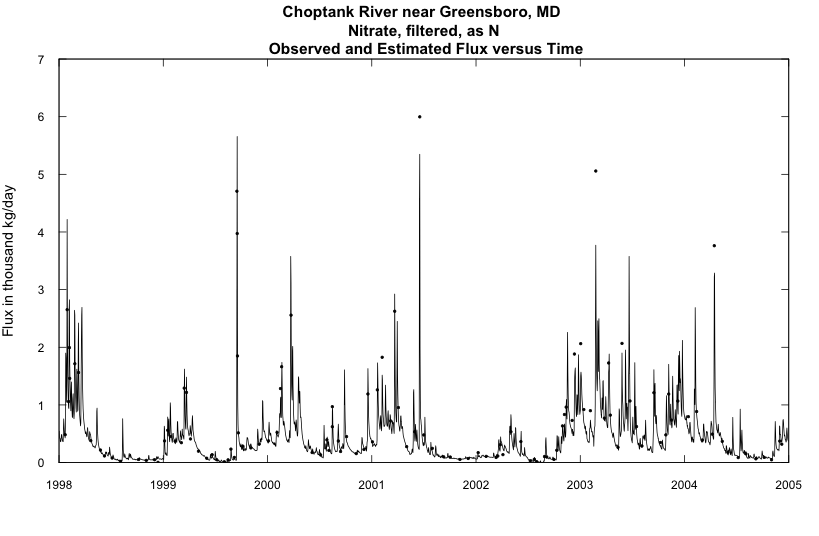 Choptank River near Greensboro, MD
Nitrate, filtered, as N
Observed and Estimated Flux versus Time
Flux in thousand kg/day
7
6
5
4
3
2
1
0
1998 1999 2000 2001 2002 2003 2004 2005